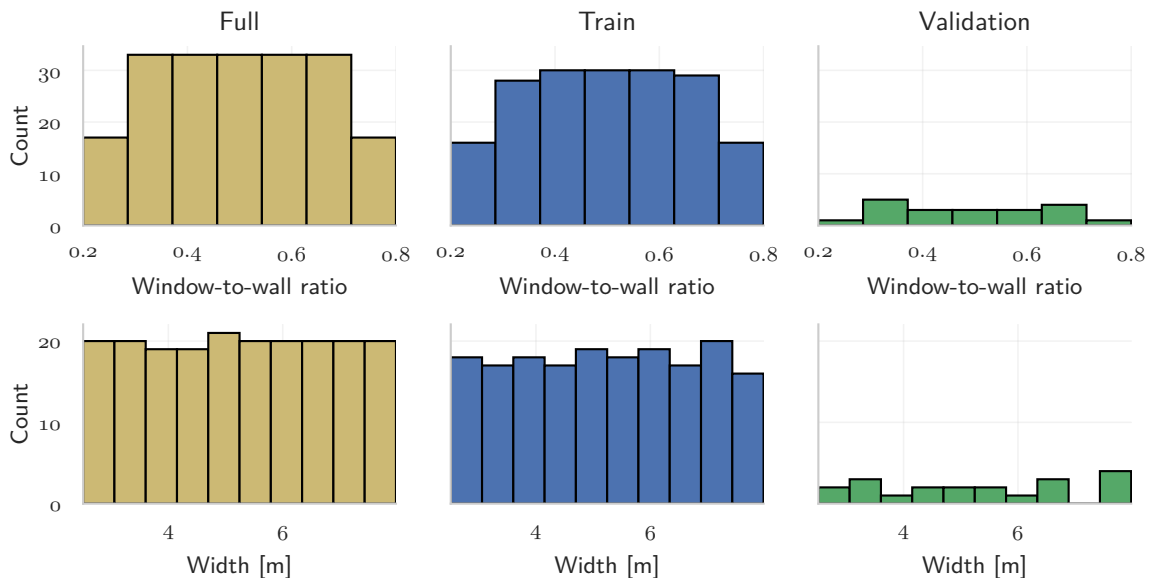 Full Train Validation
30
20
10
0
Count
0.2 0.4 0.6 0.8 0.2 0.4 0.6 0.8 0.2 0.4 0.6 0.8
Window-to-wall ratio Window-to-wall ratio Window-to-wall ratio
20
10
0
Count
4 6 4 6 4 6
Width [m] Width [m] Width [m]